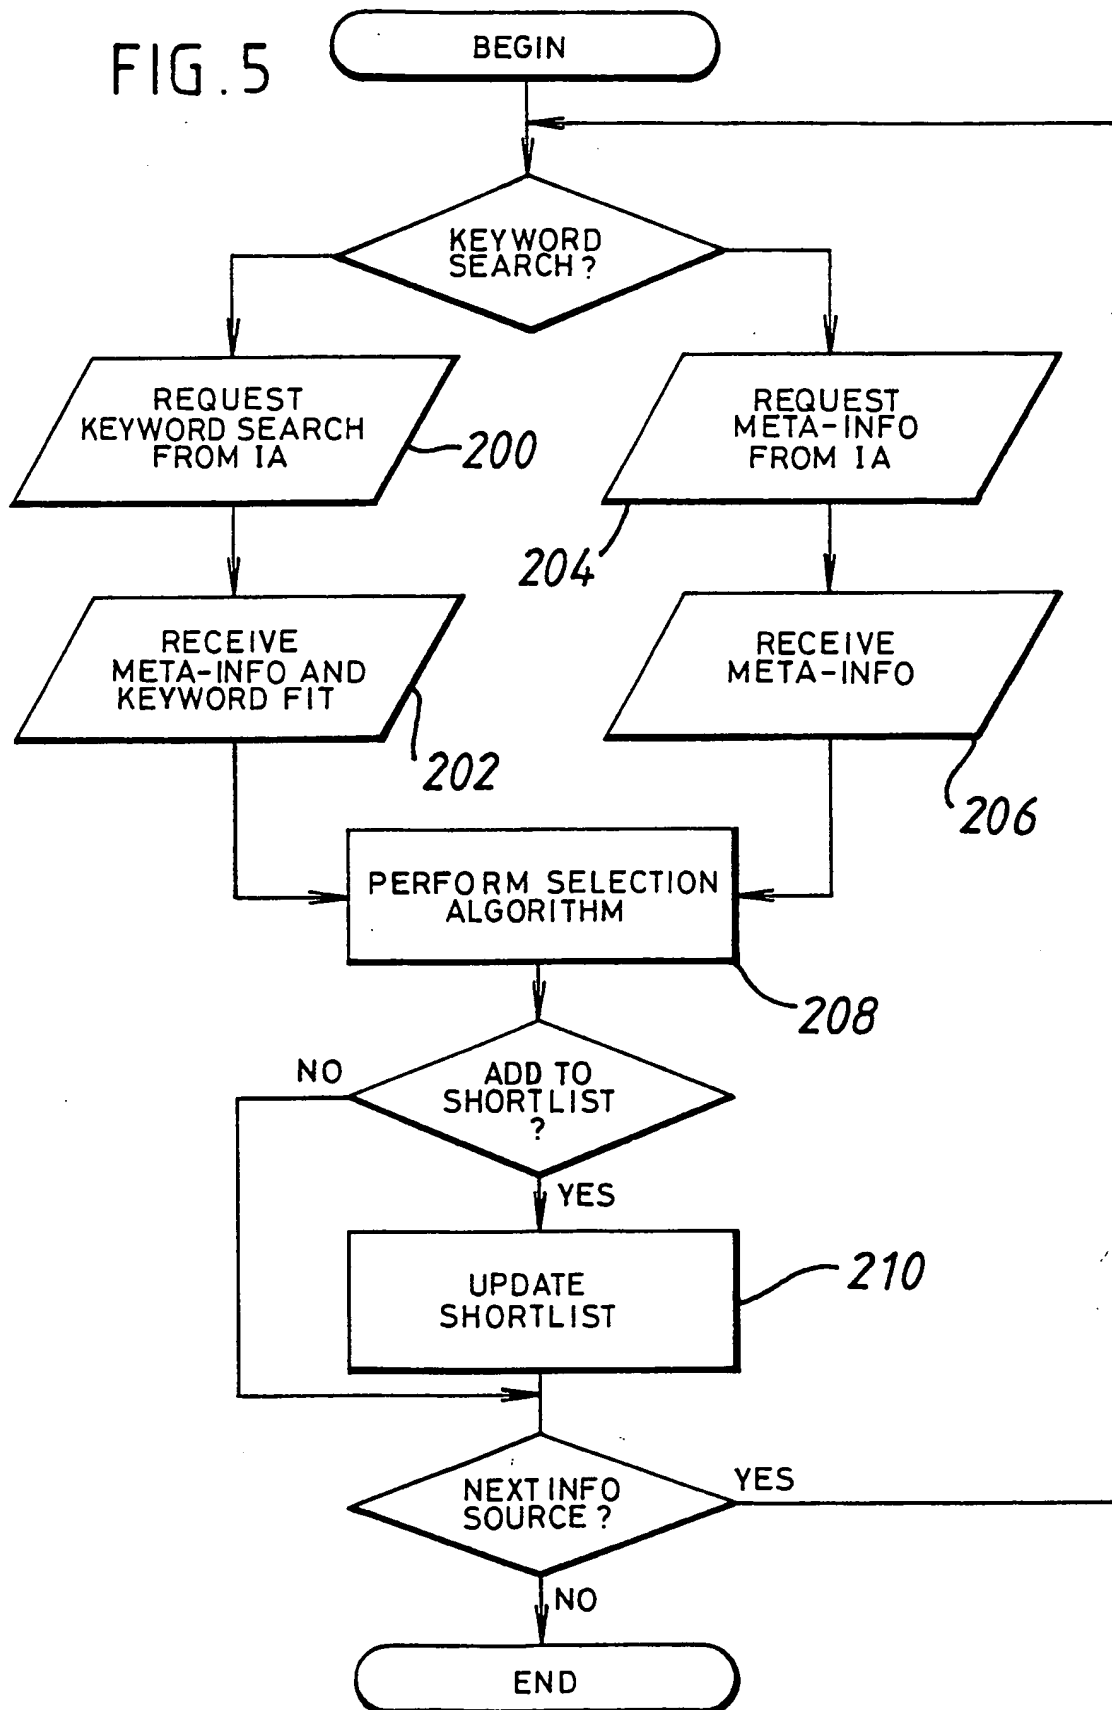 FIG. 5
BEGIN
KEYWORD
SEARCH?
REQUEST
KEYWORD SEARCH
FROM IA
200
REQUEST
META-INFO
FROM IA
204
RECEIVE
META-INFO AND
KEYWORD FIT
202
RECEIVE
META-INFO
206
PERFORM SELECTION
ALGORITHM
208
NO
ADD TO
SHORTLIST
?
YES
UPDATE
SHORTLIST
210
NEXT INFO
SOURCE?
YES
NO
END